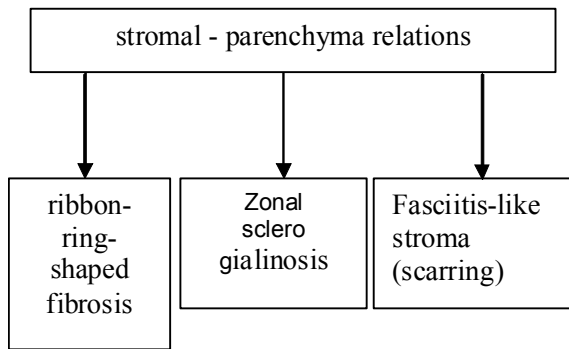 stromal - parenchyma relations
ribbon-
ring-
shaped
fibrosis
Zonal
sclero
gialinosis
Fasciitis-like
stroma
(scarring)